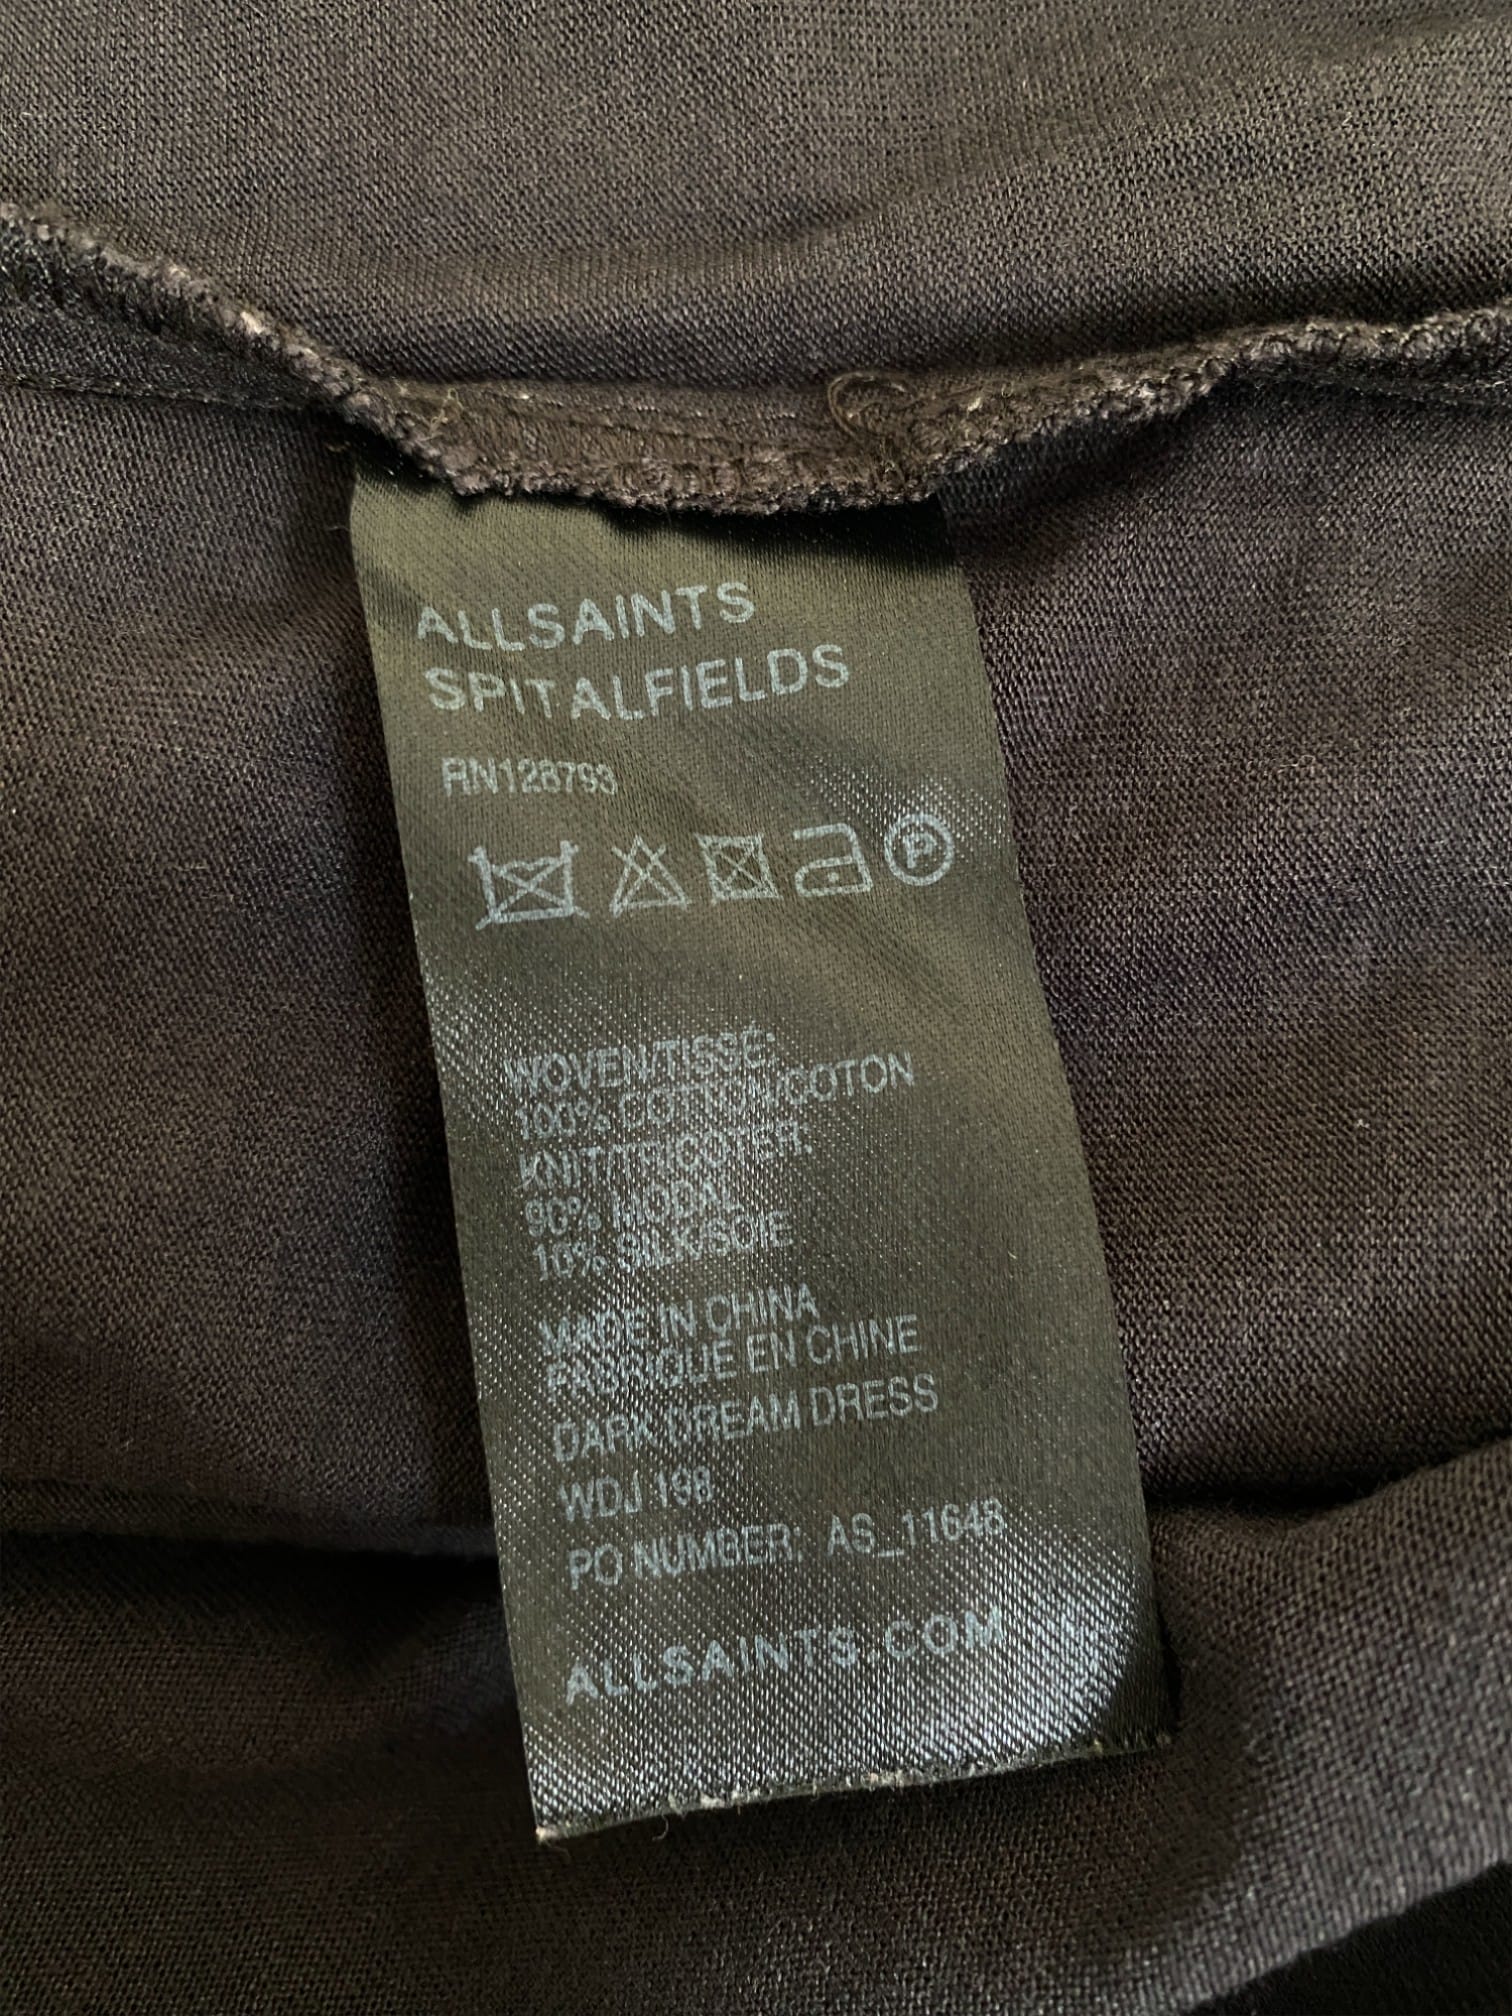 ALLSAINTS
SPITALFIELDS
RN128793
P
WOVEN/TISSÉ:
100% COTTON/COTON
KNIT/TRICOTER:
90% MODAL
10% SILK/SOIE
MADE IN CHINA
FABRIQUE EN CHINE
DARK DREAM DRESS
WDJ 198
PO NUMBER: AS_11648
ALLSAINTS.COM